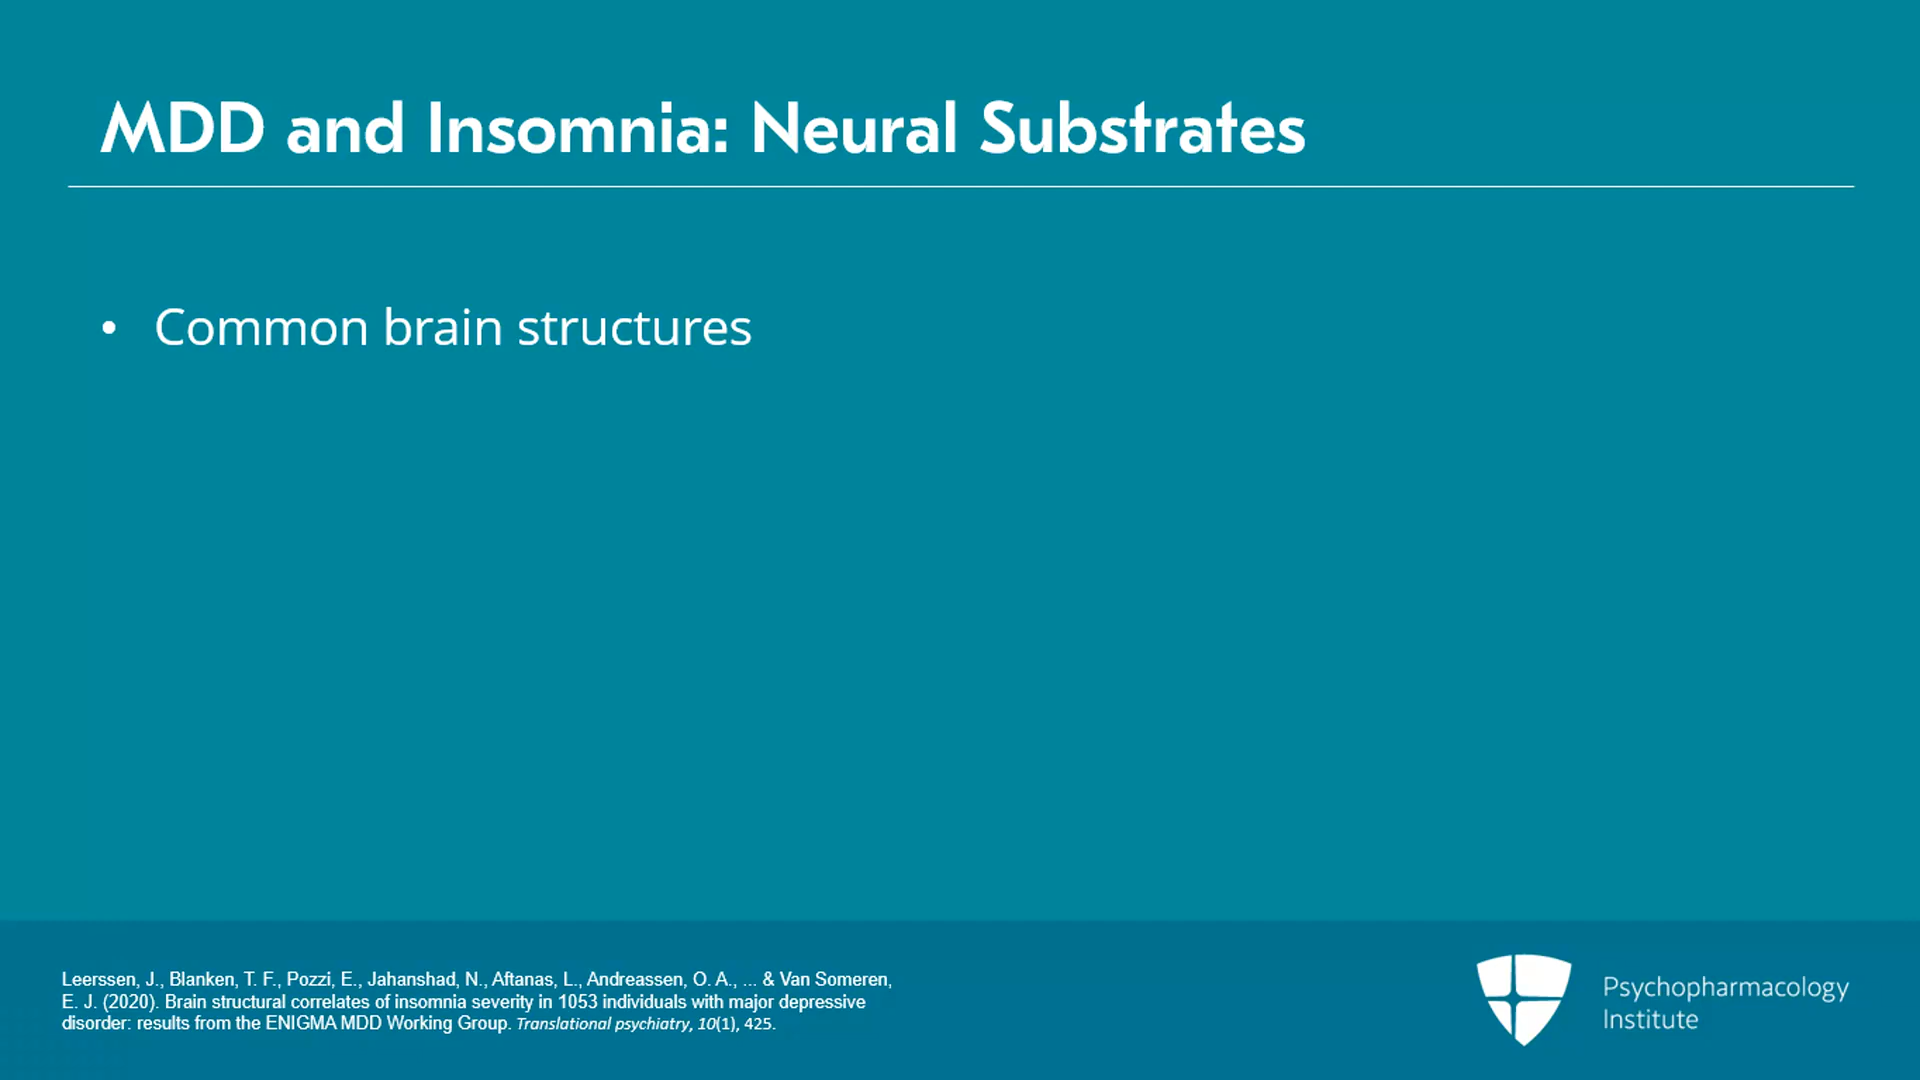 MDD and Insomnia: Neural Substrates
• Common brain structures
Leerssen, J., Blanken, T. F., Pozzi, E., Jahanshad, N., Aftanas, L., Andreassen, O. A., ... & Van Someren,
E. J. (2020). Brain structural correlates of insomnia severity in 1053 individuals with major depressive
disorder: results from the ENIGMA MDD Working Group. Translational psychiatry, 10(1), 425.
Psychopharmacology
Institute